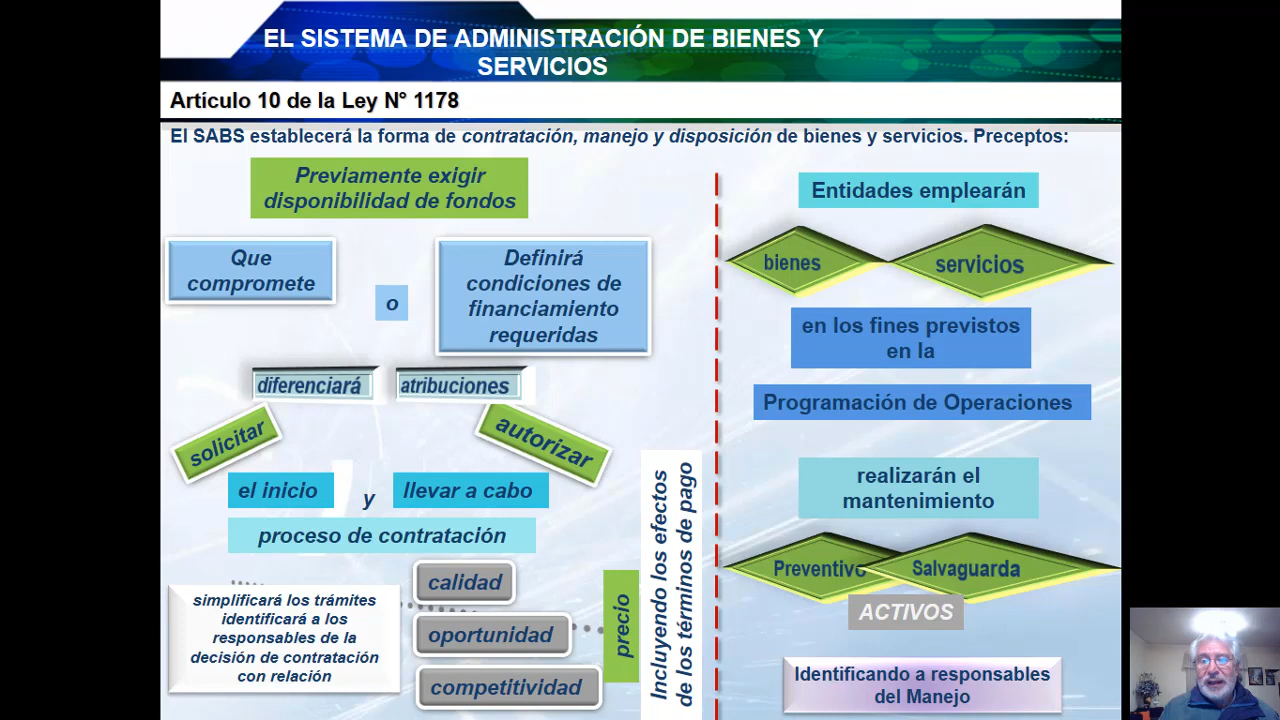 EL SISTEMA DE ADMINISTRACIÓN DE BIENES Y
SERVICIOS
Artículo 10 de la Ley N° 1178
El SABS establecerá la forma de contratación, manejo y disposición de bienes y servicios. Preceptos:
Previamente exigir
disponibilidad de fondos
Que
compromete
o
Definirá
condiciones de
financiamiento
requeridas
diferenciará
atribuciones
solicitar
autorizar
el inicio
y
llevar a cabo
proceso de contratación
simplificará los trámites
identificará a los
responsables de la
decisión de contratación
con relación
calidad
oportunidad
competitividad
precio
Incluyendo los efectos
de los términos de pago
Entidades emplearán
bienes
servicios
en los fines previstos
en la
Programación de Operaciones
realizarán el
mantenimiento
Preventivo
Salvaguarda
ACTIVOS
Identificando a responsables
del Manejo